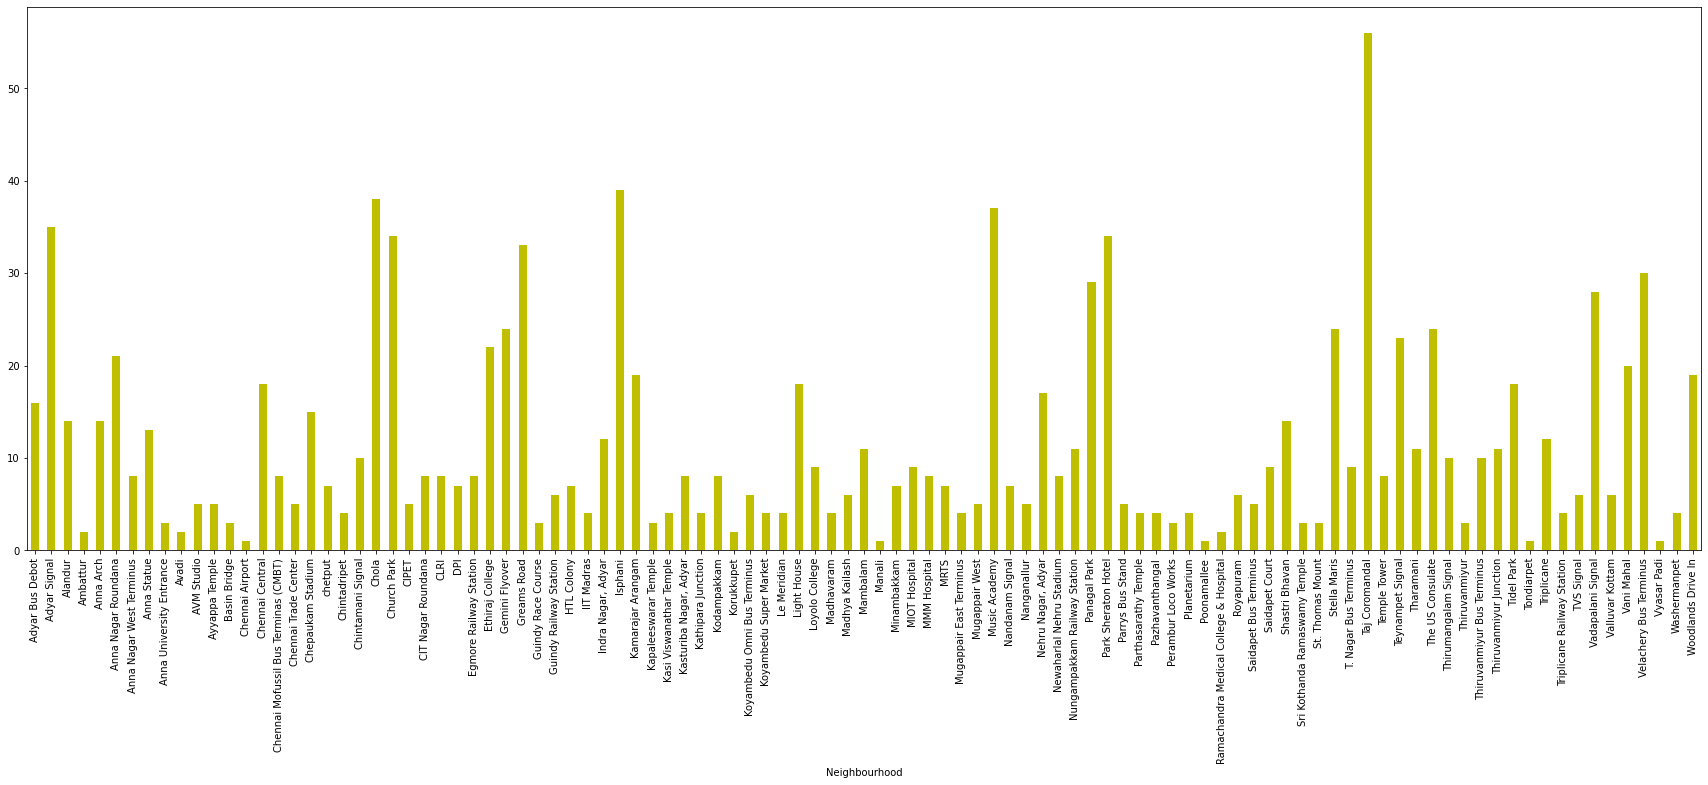 50
40
30
20
10
0
Adyar Bus Debot
Adyar Signal
Alandur
Ambattur
Anna Arch
Anna Nagar Roundana
Anna Nagar West Terminus
Anna Statue
Anna University Entrance
Avadi
AVM Studio
Ayyappa Temple
Basin Bridge
Chennai Airport
Chennai Central
Chennai Mofussil Bus Terminas (CMBT)
Chennai Trade Center
Chepaukam Stadium
chetput
Chintadripet
Chintamani Signal
Chola
Church Park
CIPET
CIT Nagar Roundana
CLRI
DPI
Egmore Railway Station
Ethiraj College
Gemini Flyover
Greams Road
Guindy Race Course
Guindy Railway Station
HTL Colony
IIT Madras
Indra Nagar, Adyar
Isphani
Kamarajar Arangam
Kapaleeswarar Temple
Kasi Viswanathar Temple
Kasturiba Nagar, Adyar
Kathipara Junction
Kodampakkam
Korukkupet
Koyambedu Omni Bus Terminus
Koyambedu Super Market
Le Meridian
Light House
Loyolo College
Madhavaram
Madhya Kailash
Mambalam
Manali
Minambakkam
MIOT Hospital
MMM Hospital
MRTS
Mugappair East Terminus
Mugappair West
Music Academy
Nandanam Signal
Nanganallur
Nehru Nagar, Adyar
Newaharlal Nehru Stadium
Nungampakkam Railway Station
Panagal Park
Park Sheraton Hotel
Parrys Bus Stand
Parthasarathy Temple
Pazhavanthangal
Perambur Loco Works
Planetarium
Poonamallee
Ramachandra Medical College & Hospital
Royapuram
Saidapet Bus Terminus
Saidapet Court
Shastri Bhavan
Sri Kothanda Ramaswamy Temple
St. Thomas Mount
Stella Maris
T. Nagar Bus Terminus
Taj Coromandal
Temple Tower
Teynampet Signal
Tharamani
The US Consulate
Thirumangalam Signal
Thiruvanmiyur
Thiruvanmiyur Bus Terminus
Thiruvanmiyur Junction
Tidel Park
Tondiarpet
Triplicane
Triplicane Railway Station
TVS Signal
Vadapalani Signal
Valluvar Kottam
Vani Mahal
Velachery Bus Terminus
Vyasar Padi
Washermanpet
Woodlands Drive In
Neighbourhood